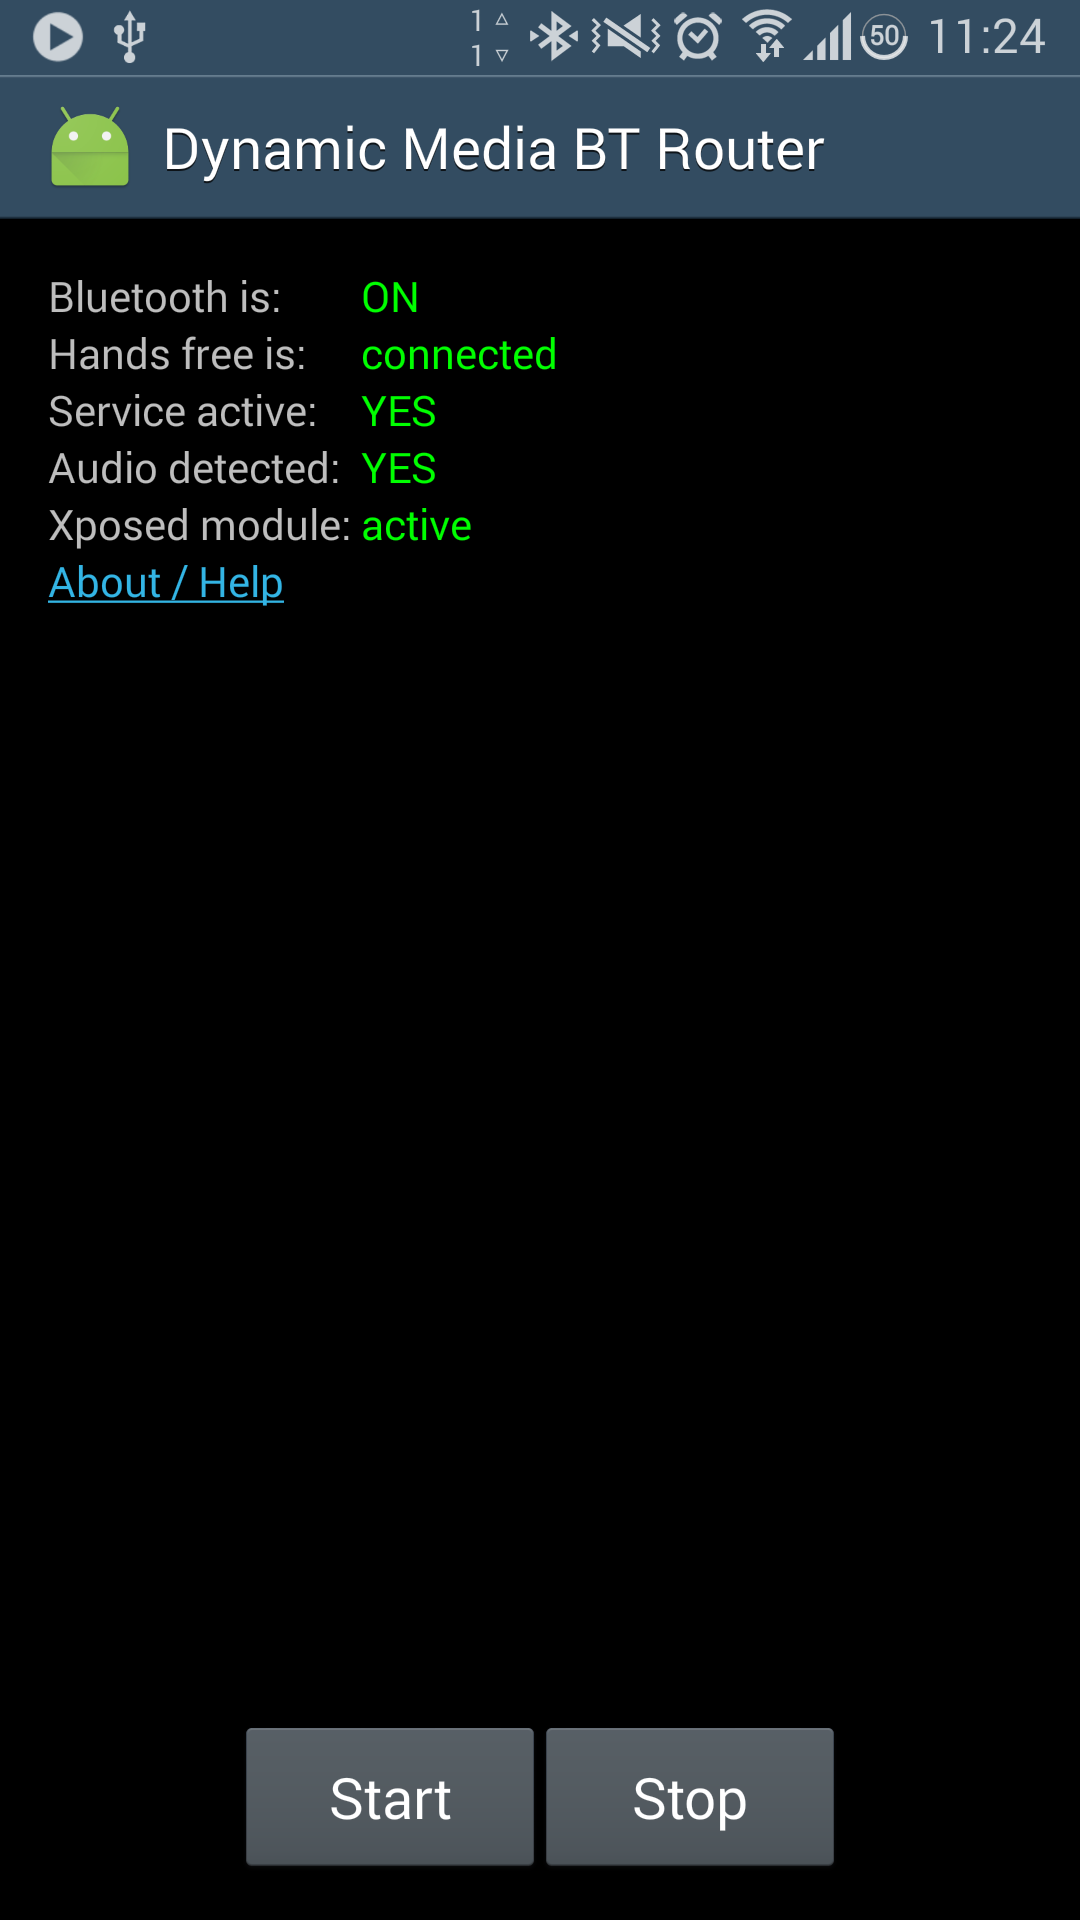 1 △
1 ▽
50 11:24
Dynamic Media BT Router
Bluetooth is: ON
Hands free is: connected
Service active: YES
Audio detected: YES
Xposed module: active
About / Help
Start Stop